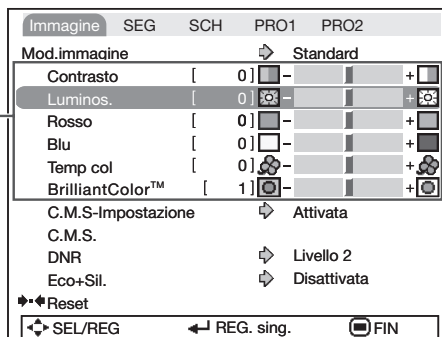 Immagine SEG SCH PRO1 PRO2
Mod.immagine Standard
Contrasto [ 0] - +
Luminos. [ 0] - +
Rosso [ 0] - +
Blu [ 0] - +
Temp col [ 0] - +
BrilliantColor™ [ 1] - +
C.M.S-Impostazione Attivata
C.M.S.
DNR Livello 2
Eco+Sil. Disattivata
Reset
SEL/REG REG. sing. FIN